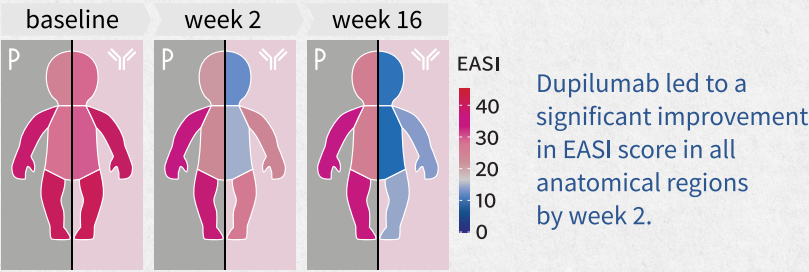 baseline
week 2
week 16
P
P
P
EASI
40
30
20
10
0
Dupilumab led to a
significant improvement
in EASI score in all
anatomical regions
by week 2.